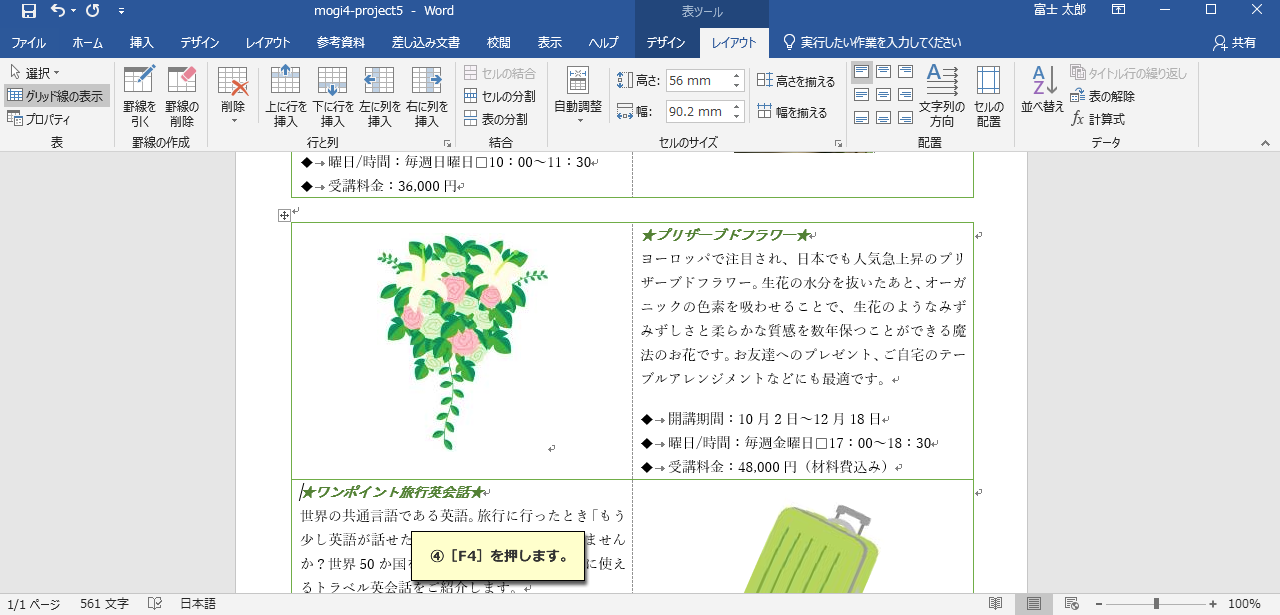 mogi4-project5 - Word
表ツール
富士 太郎
ファイル ホーム 挿入 デザイン レイアウト 参考資料 差し込み文書 校閲 表示 ヘルプ デザイン レイアウト 実行したい作業を入力してください 共有
選択
グリッド線の表示
プロパティ
表
罫線を引く
罫線の削除
罫線の作成
削除
上に行を挿入
下に行を挿入
左に列を挿入
右に列を挿入
行と列
セルの結合
セルの分割
表の分割
結合
自動調整
高さ: 56 mm
幅: 90.2 mm
高さを揃える
幅を揃える
セルのサイズ
文字列の方向
セルの配置
配置
並べ替え
タイトル行の繰り返し
表の解除
計算式
データ
◆→曜日/時間：毎週日曜日□10：00～11：30
◆→受講料金：36,000 円
★プリザーブドフラワー★
ヨーロッパで注目され、日本でも人気急上昇のプリ
ザーブドフラワー。生花の水分を抜いたあと、オーガ
ニックの色素を吸わせることで、生花のようなみず
みずしさと柔らかな質感を数年保つことができる魔
法のお花です。お友達へのプレゼント、ご自宅のテー
ブルアレンジメントなどにも最適です。
◆→開講期間：10 月 2 日～12 月 18 日
◆→曜日/時間：毎週金曜日□17：00～18：30
◆→受講料金：48,000 円（材料費込み）
★ワンポイント旅行英会話★
世界の共通言語である英語。旅行に行ったとき「もう
少し英語が話せた
ません
か？世界 50 か国
に使え
るトラベル英会話をご紹介します。
④［F4］を押します。
1/1 ページ 561 文字 日本語 100%